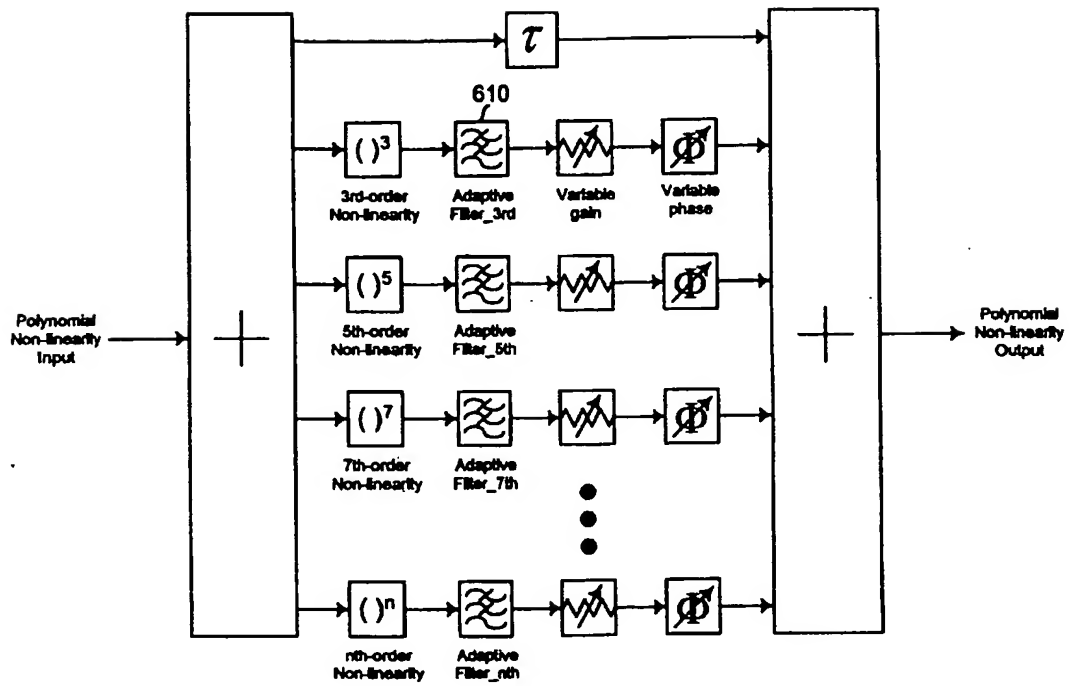 τ
610
( )³
3rd-order
Non-linearity
Adaptive
Filter_3rd
Variable
gain
Φ
Variable
phase
( )⁵
5th-order
Non-linearity
Adaptive
Filter_5th
Φ
Polynomial
Non-linearity
Input
+
+
Polynomial
Non-linearity
Output
( )⁷
7th-order
Non-linearity
Adaptive
Filter_7th
Φ
( )ⁿ
nth-order
Non-linearity
Adaptive
Filter_nth
Φ